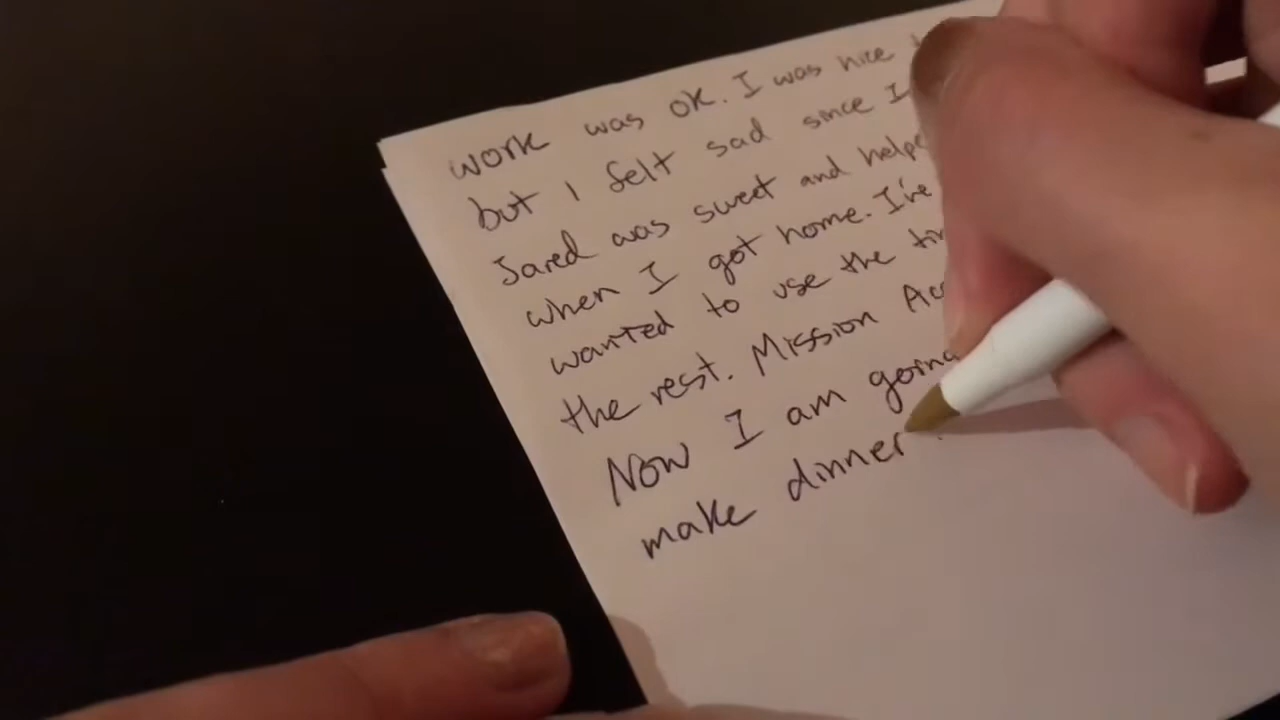 work was ok. I was nice
but I felt sad since I
Jared was sweet and
when I got home. I've
wanted to use the
the rest. Mission
Now I am going
make dinner.